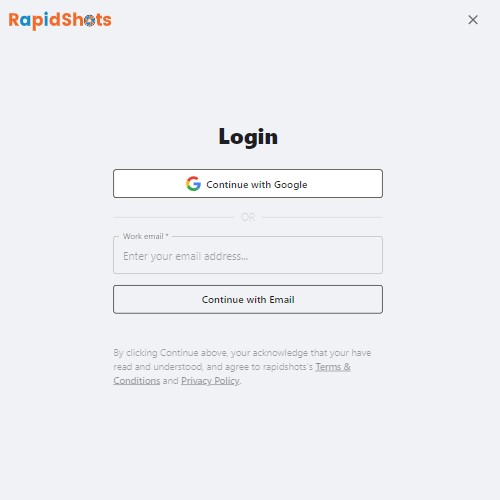 RapidShots
Login
Continue with Google
OR
Work email *
Enter your email address...
Continue with Email
By clicking Continue above, your acknowledge that your have
read and understood, and agree to rapidshots's Terms &
Conditions and Privacy Policy.